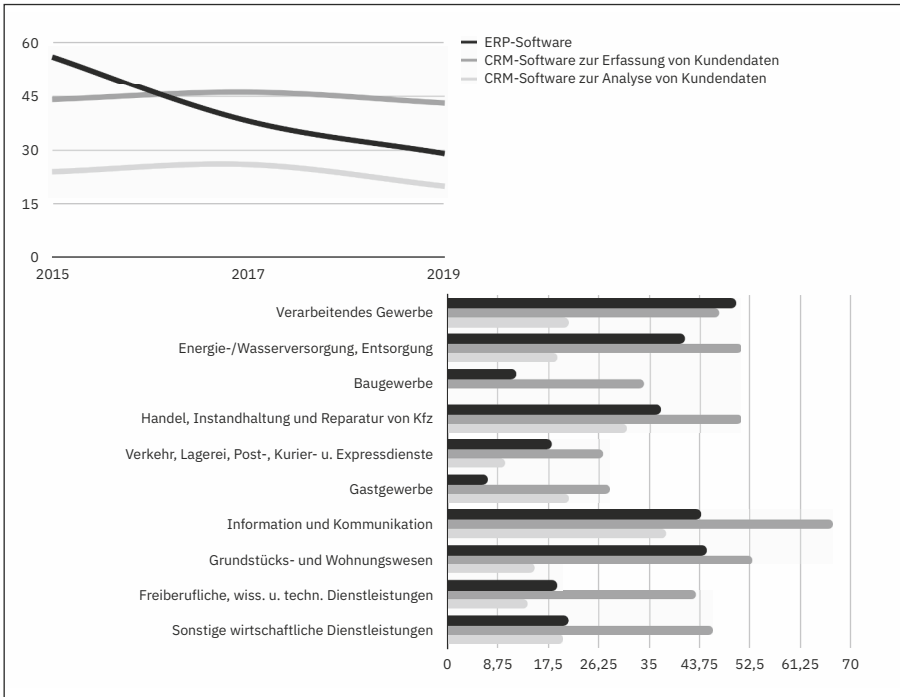 60
45
30
15
0
2015 2017 2019
ERP-Software
CRM-Software zur Erfassung von Kundendaten
CRM-Software zur Analyse von Kundendaten
Verarbeitendes Gewerbe
Energie-/Wasserversorgung, Entsorgung
Baugewerbe
Handel, Instandhaltung und Reparatur von Kfz
Verkehr, Lagerei, Post-, Kurier- u. Expressdienste
Gastgewerbe
Information und Kommunikation
Grundstücks- und Wohnungswesen
Freiberufliche, wiss. u. techn. Dienstleistungen
Sonstige wirtschaftliche Dienstleistungen
0 8,75 17,5 26,25 35 43,75 52,5 61,25 70